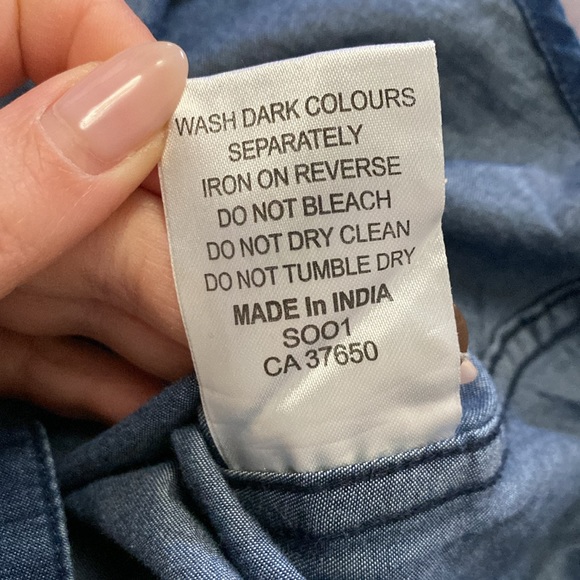 WASH DARK COLOURS
SEPARATELY
IRON ON REVERSE
DO NOT BLEACH
DO NOT DRY CLEAN
DO NOT TUMBLE DRY
MADE In INDIA
SOO1
CA 37650